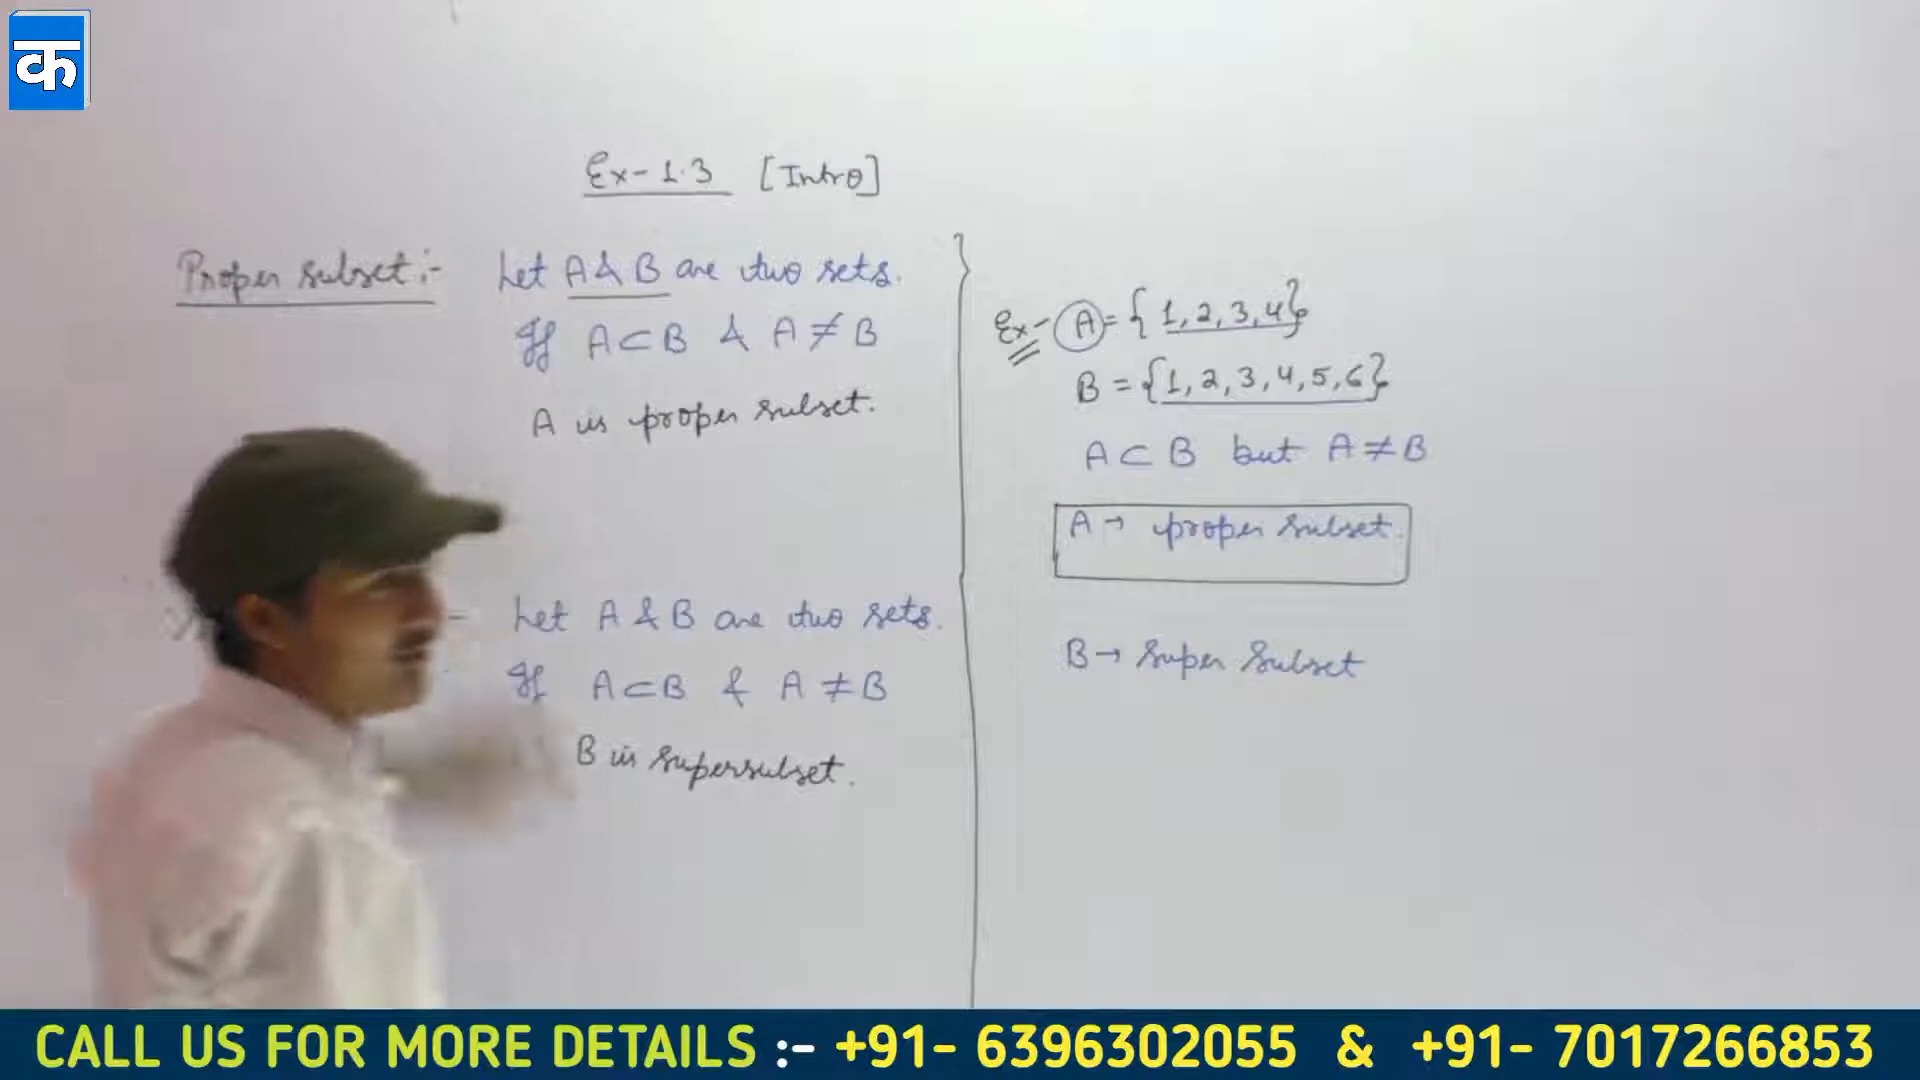 क
Ex-1.3 [Intro]
Proper subset:- Let A & B are two sets.
If A⊂B & A≠B
A is proper subset.
Let A & B are two sets.
If A⊂B & A≠B
B is supersubset.
Ex- A = { 1, 2, 3, 4}
B = {1, 2, 3, 4, 5, 6}
A⊂B but A≠B
A→ proper subset.
B→ Super Subset
CALL US FOR MORE DETAILS :- +91- 6396302055 & +91- 7017266853